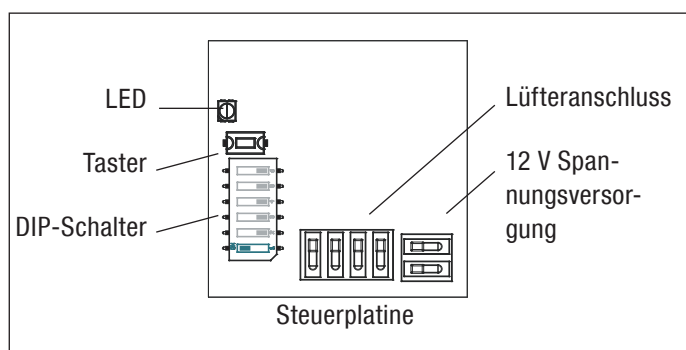 LED
Taster
DIP-Schalter
Lüfteranschluss
12 V Span-
nungsversor-
gung
Steuerplatine